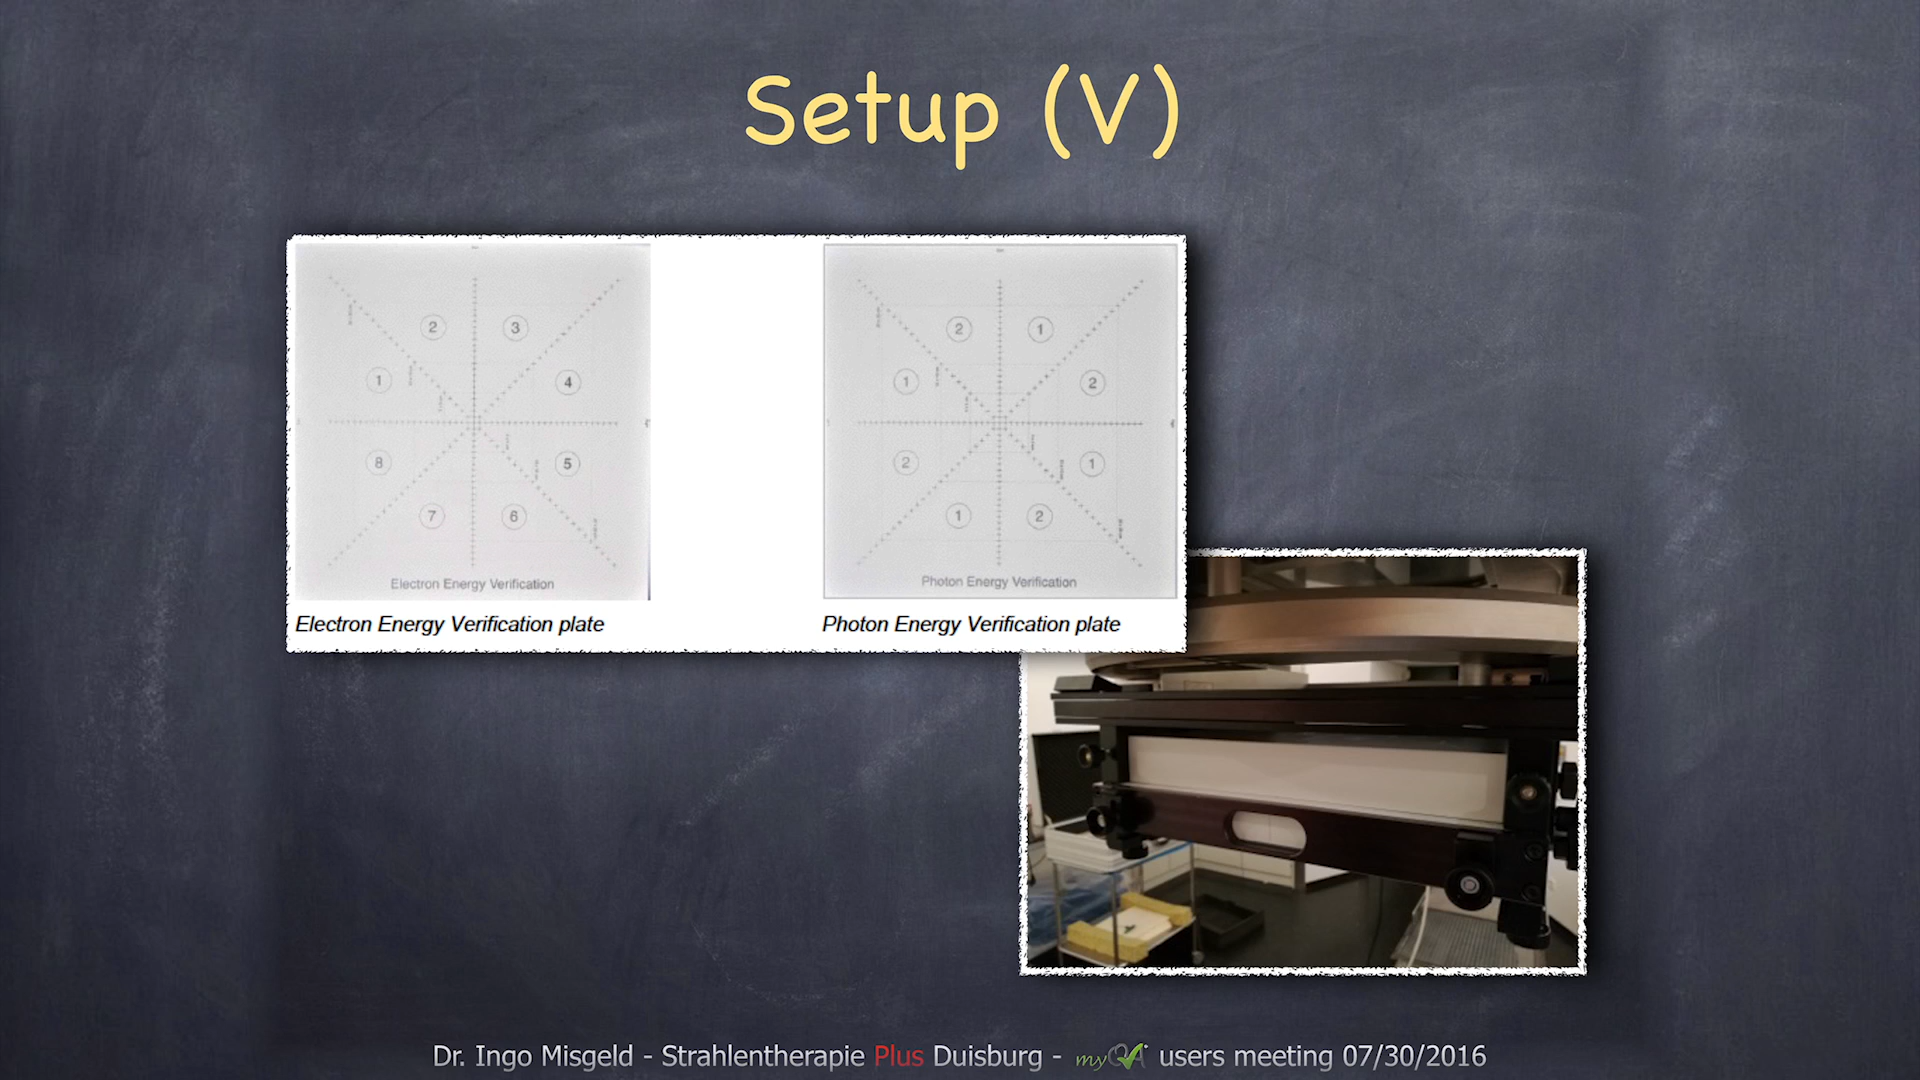 Setup (V)
2 3
1 4
8 5
7 6
Electron Energy Verification
Electron Energy Verification plate
2 1
1 2
2 1
1 2
Photon Energy Verification
Photon Energy Verification plate
Dr. Ingo Misgeld - Strahlentherapie Plus Duisburg - myQA users meeting 07/30/2016